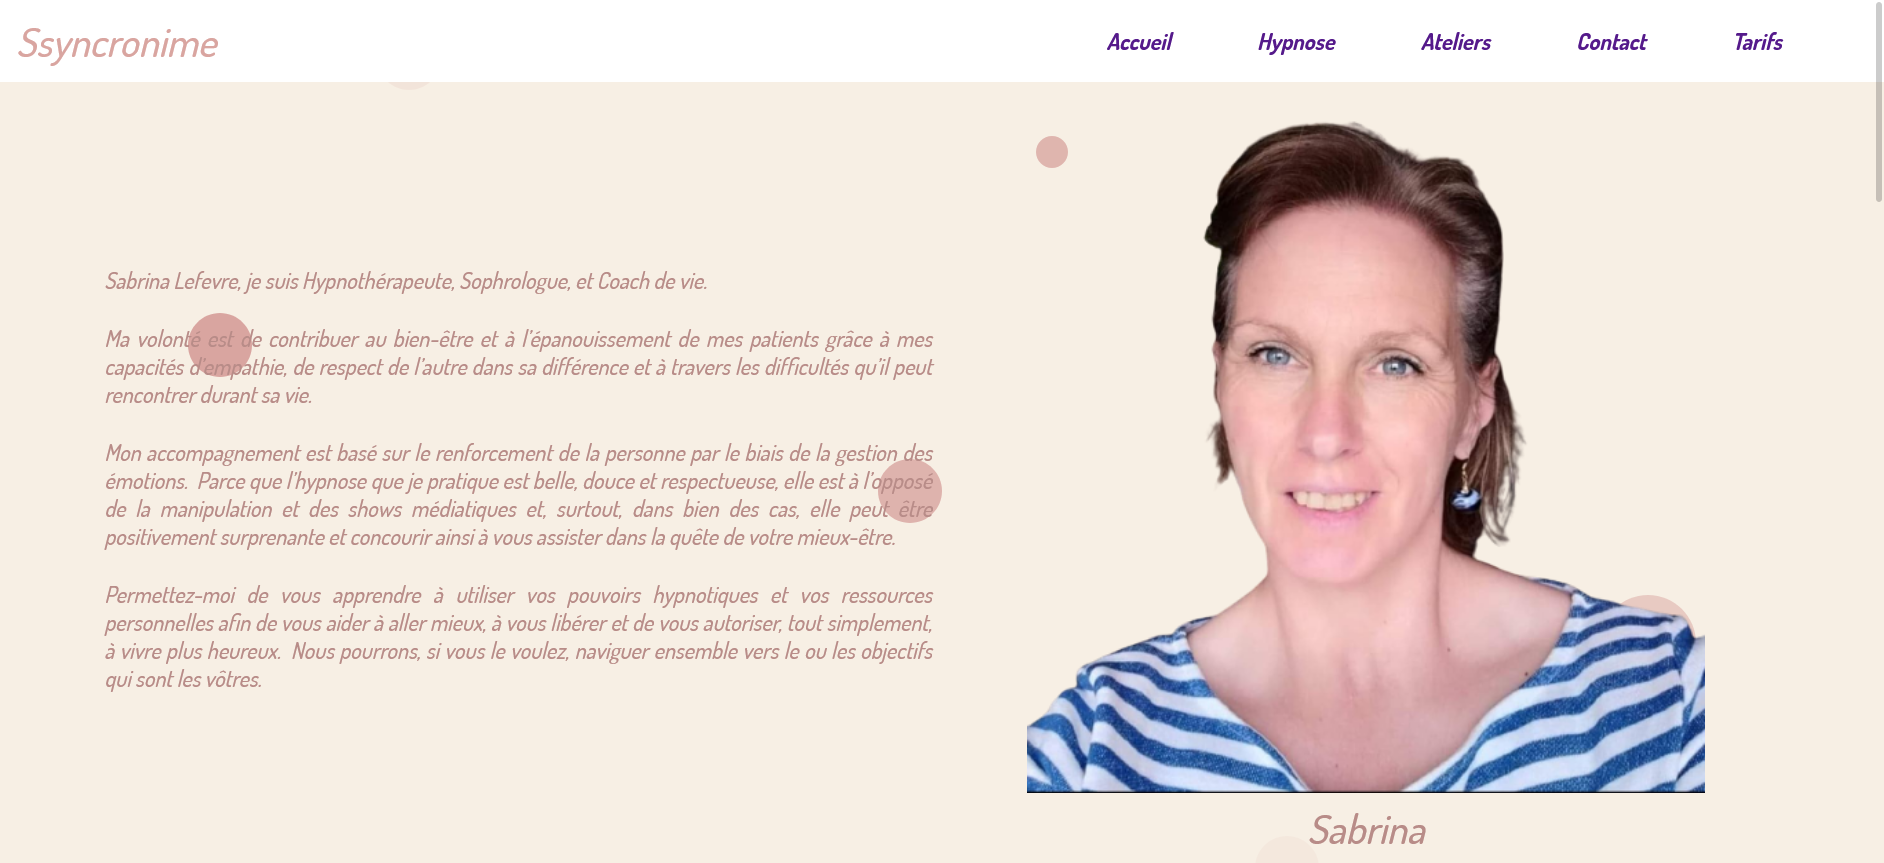 Ssyncronime
Accueil Hypnose Ateliers Contact Tarifs
Sabrina Lefevre, je suis Hypnothérapeute, Sophrologue, et Coach de vie.
Ma volonté est de contribuer au bien-être et à l'épanouissement de mes patients grâce à mes
capacités d'empathie, de respect de l'autre dans sa différence et à travers les difficultés qu'il peut
rencontrer durant sa vie.
Mon accompagnement est basé sur le renforcement de la personne par le biais de la gestion des
émotions.  Parce que l'hypnose que je pratique est belle, douce et respectueuse, elle est à l'opposé
de la manipulation et des shows médiatiques et, surtout, dans bien des cas, elle peut être
positivement surprenante et concourir ainsi à vous assister dans la quête de votre mieux-être.
Permettez-moi de vous apprendre à utiliser vos pouvoirs hypnotiques et vos ressources
personnelles afin de vous aider à aller mieux, à vous libérer et de vous autoriser, tout simplement,
à vivre plus heureux.  Nous pourrons, si vous le voulez, naviguer ensemble vers le ou les objectifs
qui sont les vôtres.
Sabrina